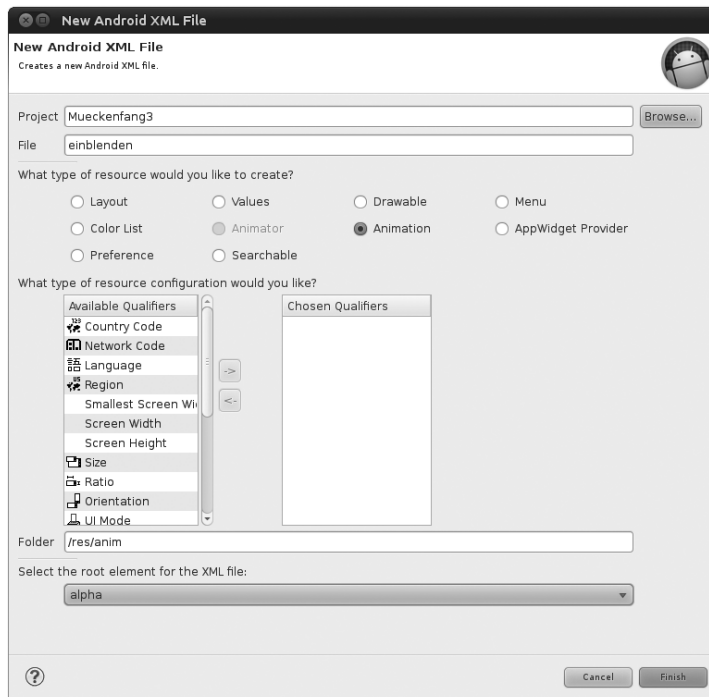 New Android XML File
New Android XML File
Creates a new Android XML file.
Project Mueckenfang3 Browse...
File einblenden
What type of resource would you like to create?
Layout Values Drawable Menu
Color List Animator Animation AppWidget Provider
Preference Searchable
What type of resource configuration would you like?
Available Qualifiers Chosen Qualifiers
Country Code
Network Code
Language
Region
Smallest Screen Wi
Screen Width
Screen Height
Size
Ratio
Orientation
UI Mode
-> 
<-
Folder /res/anim
Select the root element for the XML file:
alpha
? Cancel Finish